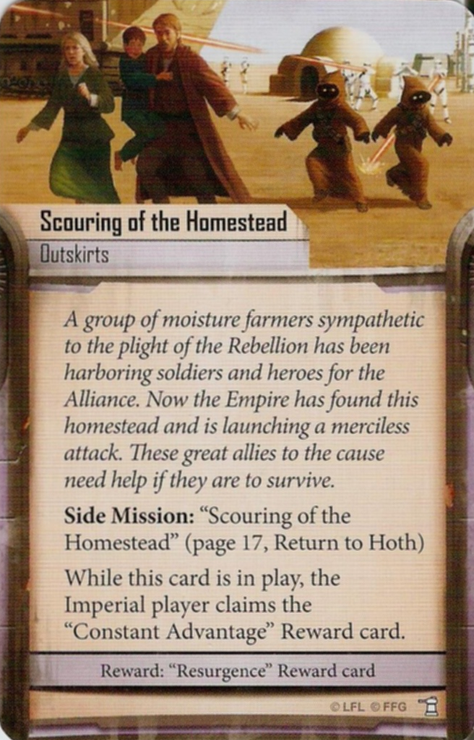 Scouring of the Homestead
Outskirts
A group of moisture farmers sympathetic
to the plight of the Rebellion has been
harboring soldiers and heroes for the
Alliance. Now the Empire has found this
homestead and is launching a merciless
attack. These great allies to the cause
need help if they are to survive.
Side Mission: “Scouring of the
Homestead” (page 17, Return to Hoth)
While this card is in play, the
Imperial player claims the
“Constant Advantage” Reward card.
Reward: “Resurgence” Reward card
© LFL © FFG